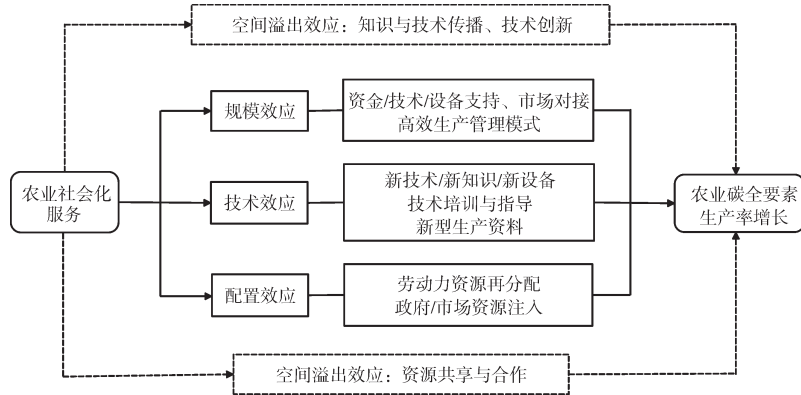 空间溢出效应：知识与技术传播、技术创新
规模效应
资金/技术/设备支持、市场对接
高效生产管理模式
农业社会化
服务
技术效应
新技术/新知识/新设备
技术培训与指导
新型生产资料
农业碳全要素
生产率增长
配置效应
劳动力资源再分配
政府/市场资源注入
空间溢出效应：资源共享与合作